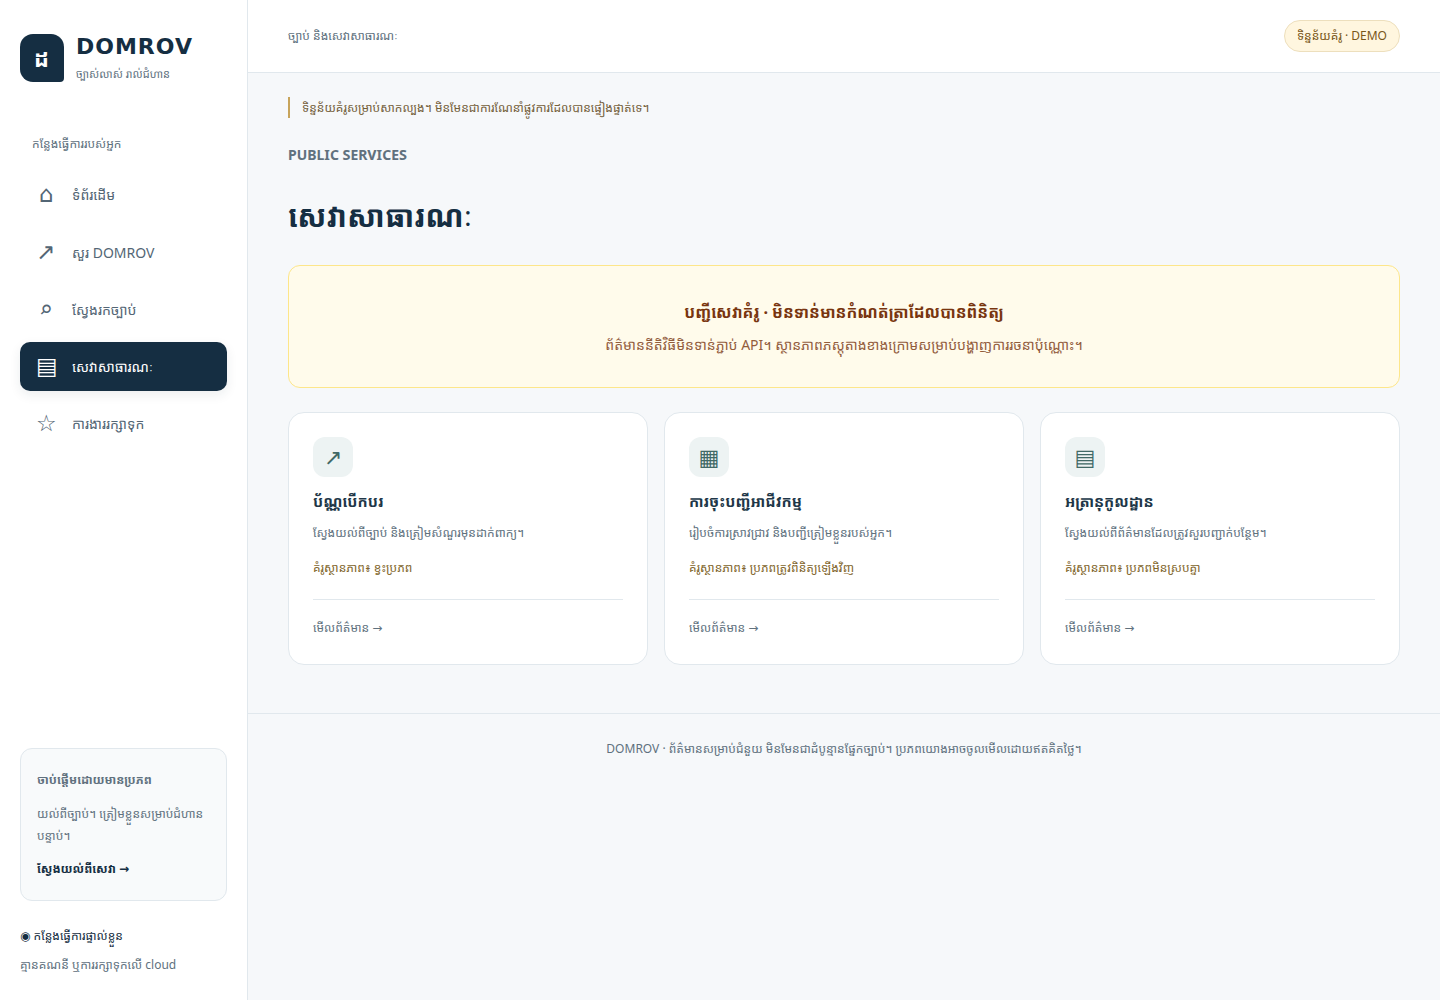 ដ
DOMROV
ច្បាស់លាស់ រាល់ជំហាន
កន្លែងធ្វើការរបស់អ្នក
ទំព័រដើម
សួរ DOMROV
ស្វែងរកច្បាប់
សេវាសាធារណៈ
ការងាររក្សាទុក
ចាប់ផ្ដើមដោយមានប្រភព
យល់ពីច្បាប់។ ត្រៀមខ្លួនសម្រាប់ជំហាន
បន្ទាប់។
ស្វែងយល់ពីសេវា →
◉ កន្លែងធ្វើការផ្ទាល់ខ្លួន
គ្មានគណនី ឬការរក្សាទុកលើ cloud
ច្បាប់ និងសេវាសាធារណៈ
ទិន្នន័យគំរូ · DEMO
ទិន្នន័យគំរូសម្រាប់សាកល្បង។ មិនមែនជាការណែនាំផ្លូវការដែលបានផ្ទៀងផ្ទាត់ទេ។
PUBLIC SERVICES
សេវាសាធារណៈ
បញ្ជីសេវាគំរូ · មិនទាន់មានកំណត់ត្រាដែលបានពិនិត្យ
ព័ត៌មាននីតិវិធីមិនទាន់ភ្ជាប់ API។ ស្ថានភាពភស្តុតាងខាងក្រោមសម្រាប់បង្ហាញការរចនាប៉ុណ្ណោះ។
ប័ណ្ណបើកបរ
ស្វែងយល់ពីច្បាប់ និងត្រៀមសំណួរមុនដាក់ពាក្យ។
គំរូស្ថានភាព៖ ខ្វះប្រភព
មើលព័ត៌មាន →
ការចុះបញ្ជីអាជីវកម្ម
រៀបចំការស្រាវជ្រាវ និងបញ្ជីត្រៀមខ្លួនរបស់អ្នក។
គំរូស្ថានភាព៖ ប្រភពត្រូវពិនិត្យឡើងវិញ
មើលព័ត៌មាន →
អត្រានុកូលដ្ឋាន
ស្វែងយល់ពីព័ត៌មានដែលត្រូវសួរបញ្ជាក់បន្ថែម។
គំរូស្ថានភាព៖ ប្រភពមិនស្របគ្នា
មើលព័ត៌មាន →
DOMROV · ព័ត៌មានសម្រាប់ជំនួយ មិនមែនជាដំបូន្មានផ្នែកច្បាប់។ ប្រភពយោងអាចចូលមើលដោយឥតគិតថ្លៃ។